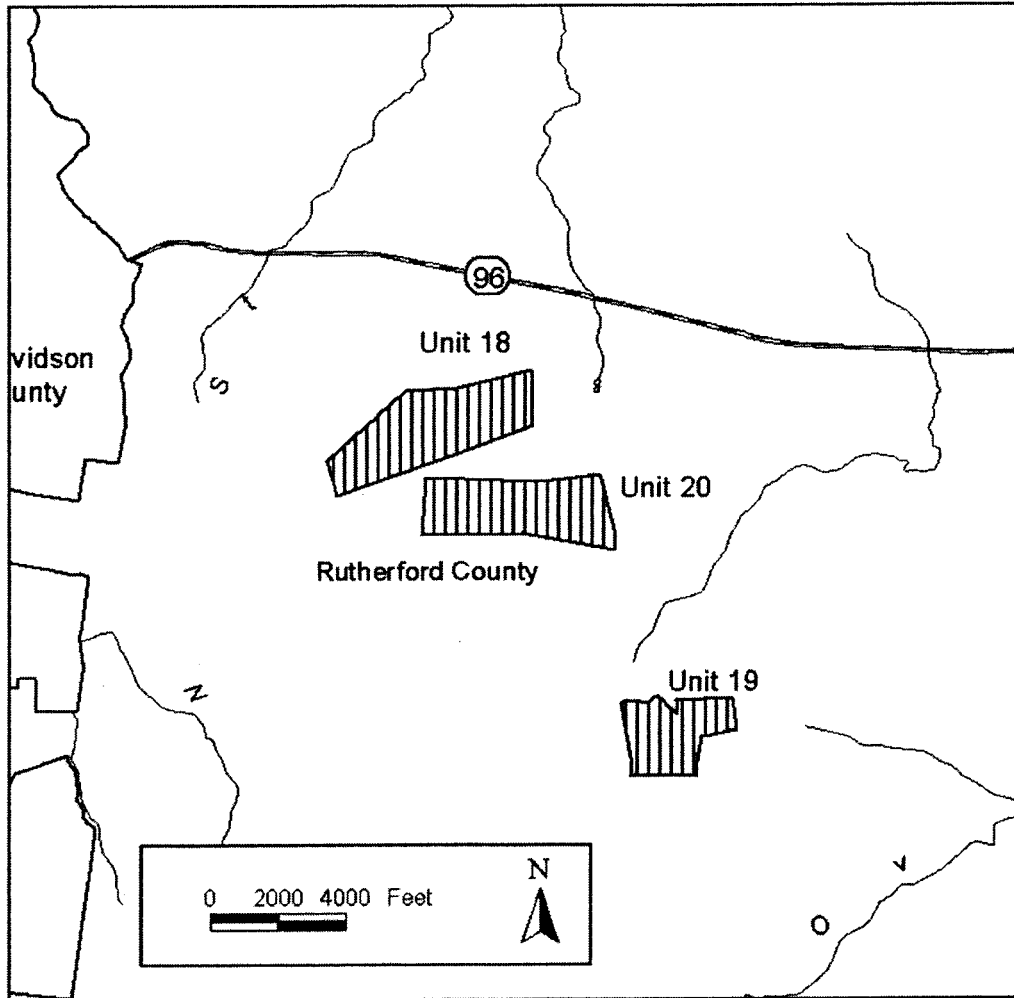 96
Unit 18
vidson
unty
S
Unit 20
Rutherford County
Unit 19
N
O
N
0 2000 4000 Feet